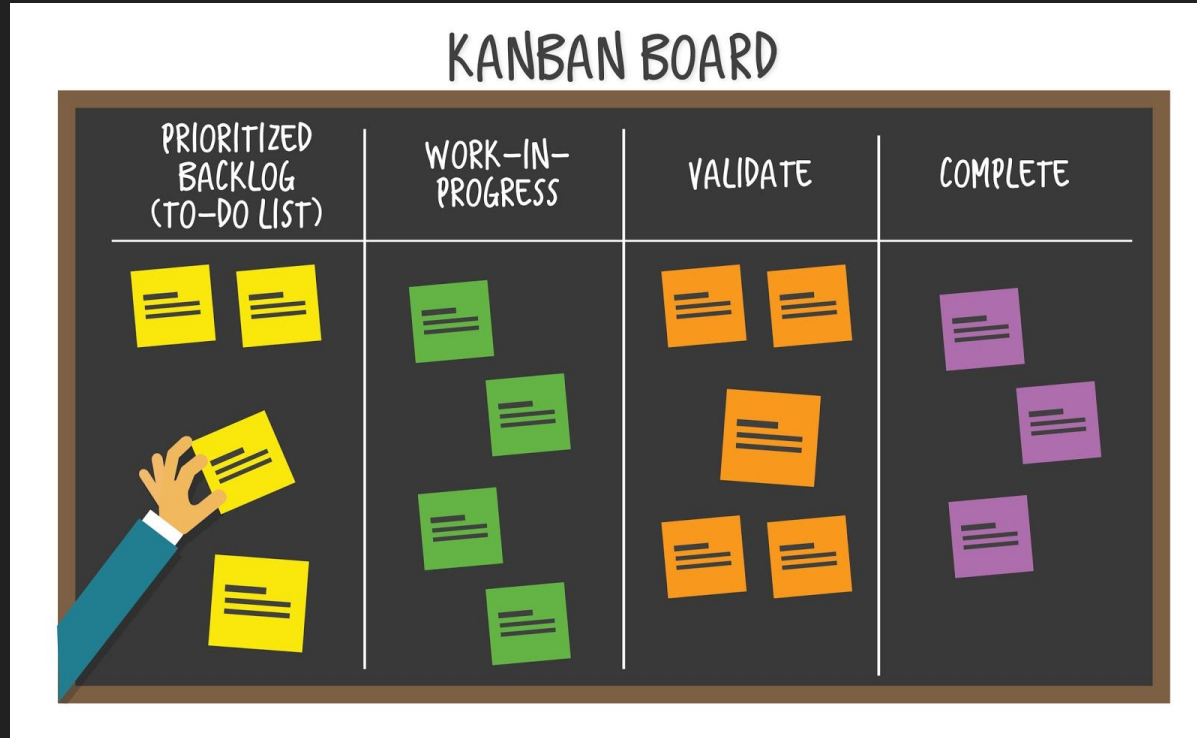 KANBAN BOARD
PRIORITIZED
BACKLOG
(TO-DO LIST)
WORK-IN-
PROGRESS
VALIDATE
COMPLETE